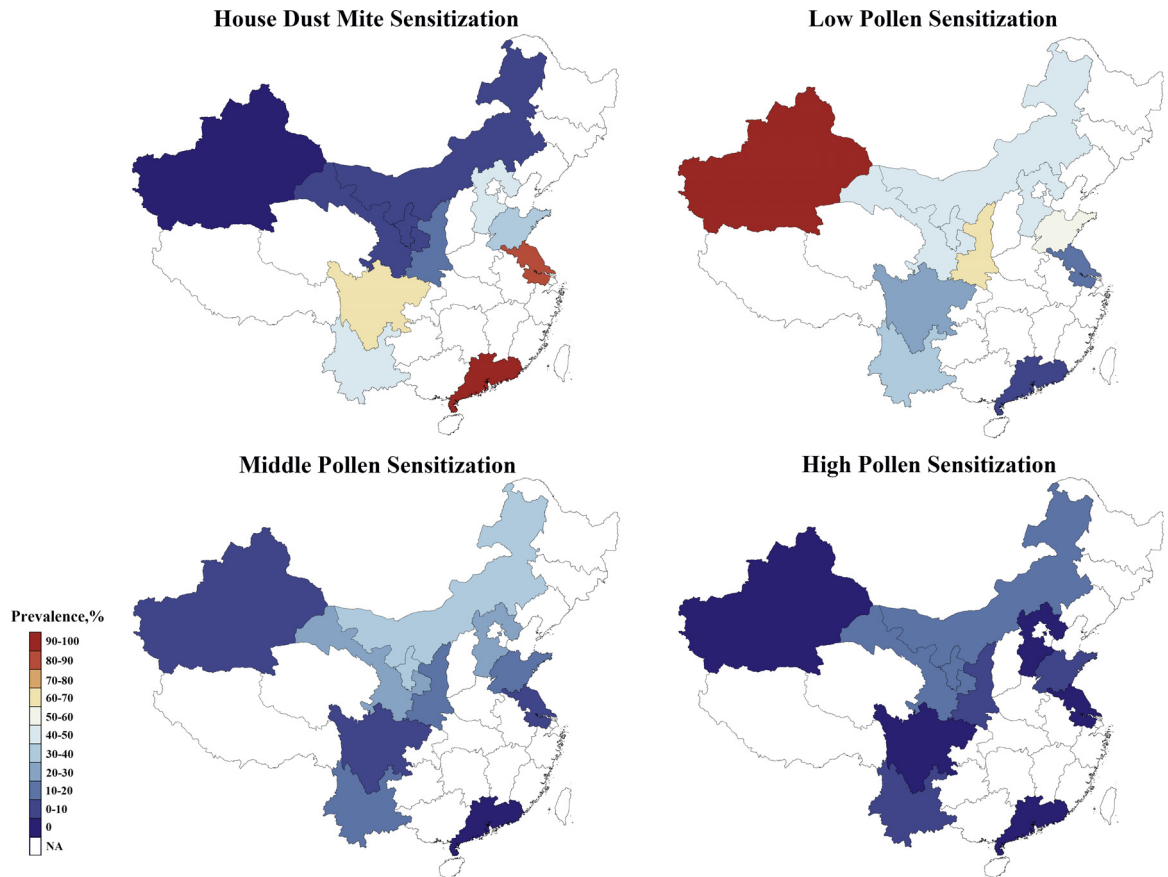 House Dust Mite Sensitization
Low Pollen Sensitization
Middle Pollen Sensitization
High Pollen Sensitization
Prevalence,%
90-100
80-90
70-80
60-70
50-60
40-50
30-40
20-30
10-20
0-10
0
NA